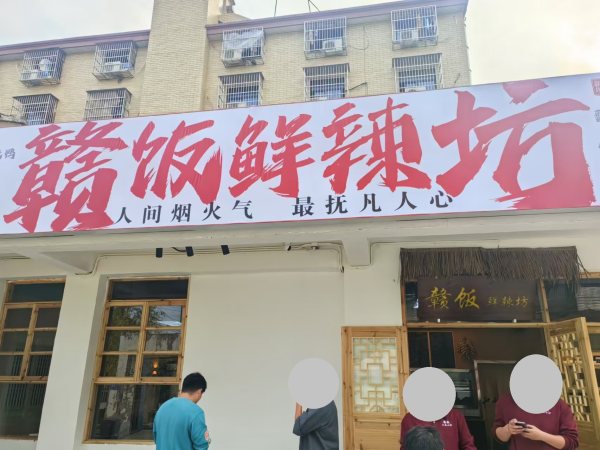 赣饭鲜辣坊
人间烟火气 最抚凡人心
赣饭 鲜辣坊